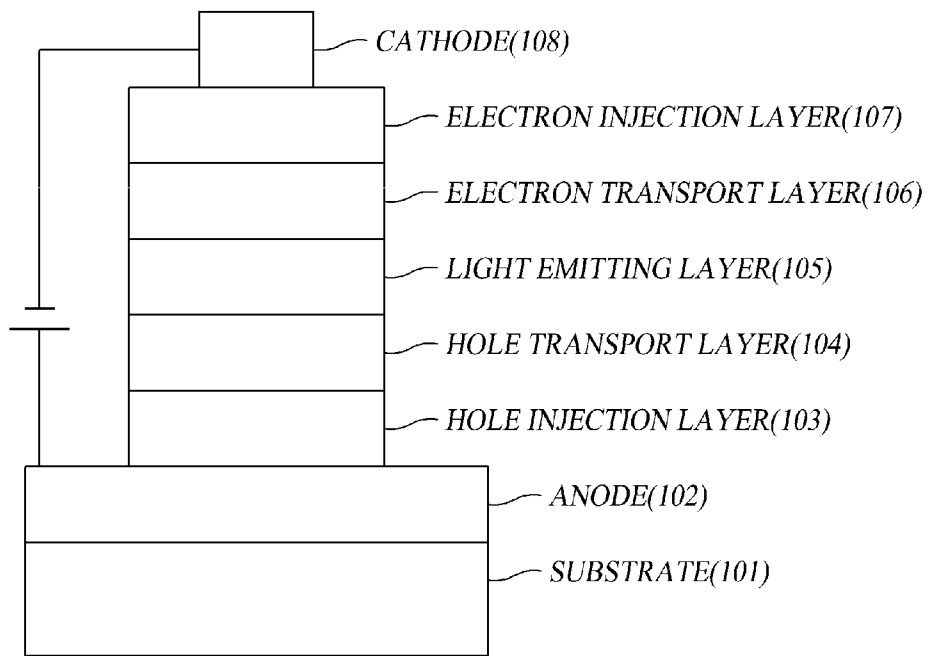 CATHODE(108)
ELECTRON INJECTION LAYER(107)
ELECTRON TRANSPORT LAYER(106)
LIGHT EMITTING LAYER(105)
HOLE TRANSPORT LAYER(104)
HOLE INJECTION LAYER(103)
ANODE(102)
SUBSTRATE(101)